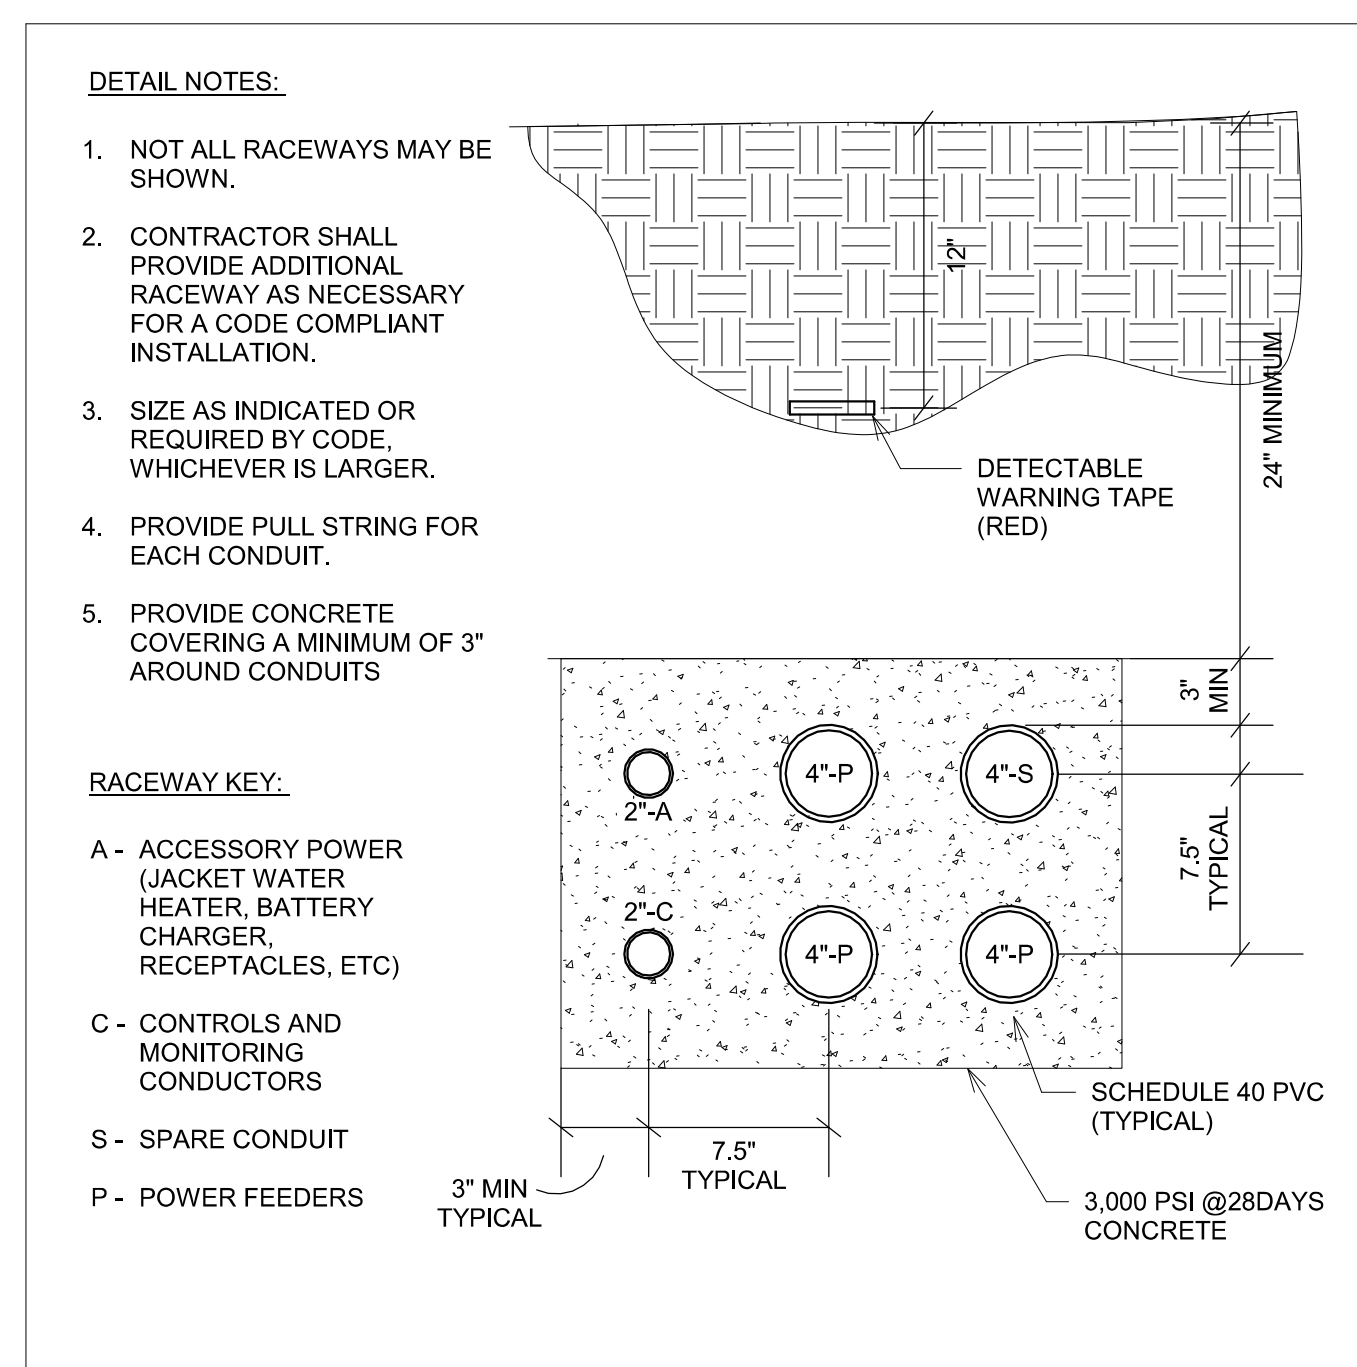 DETAIL NOTES:
1. NOT ALL RACEWAYS MAY BE
SHOWN.
2. CONTRACTOR SHALL
PROVIDE ADDITIONAL
RACEWAY AS NECESSARY
FOR A CODE COMPLIANT
INSTALLATION.
3. SIZE AS INDICATED OR
REQUIRED BY CODE,
WHICHEVER IS LARGER.
4. PROVIDE PULL STRING FOR
EACH CONDUIT.
5. PROVIDE CONCRETE
COVERING A MINIMUM OF 3"
AROUND CONDUITS
RACEWAY KEY:
A - ACCESSORY POWER
(JACKET WATER
HEATER, BATTERY
CHARGER,
RECEPTACLES, ETC)
C - CONTROLS AND
MONITORING
CONDUCTORS
S - SPARE CONDUIT
P - POWER FEEDERS
12"
24" MINIMUM
DETECTABLE
WARNING TAPE
(RED)
3"
MIN
4"-P
4"-S
2"-A
7.5"
TYPICAL
2"-C
4"-P
4"-P
SCHEDULE 40 PVC
(TYPICAL)
7.5"
TYPICAL
3" MIN
TYPICAL
3,000 PSI @28DAYS
CONCRETE